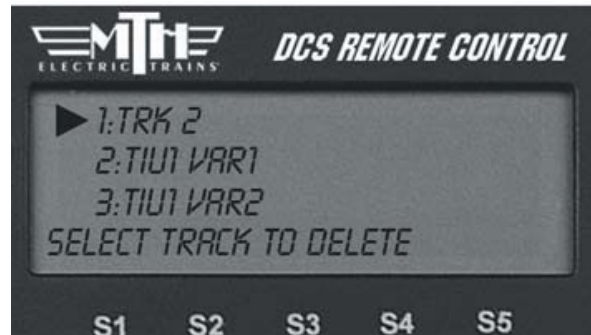 MTH
ELECTRIC TRAINS
DCS REMOTE CONTROL
1:TRK 2
2:TIU1 VAR1
3:TIU1 VAR2
SELECT TRACK TO DELETE
S1 S2 S3 S4 S5